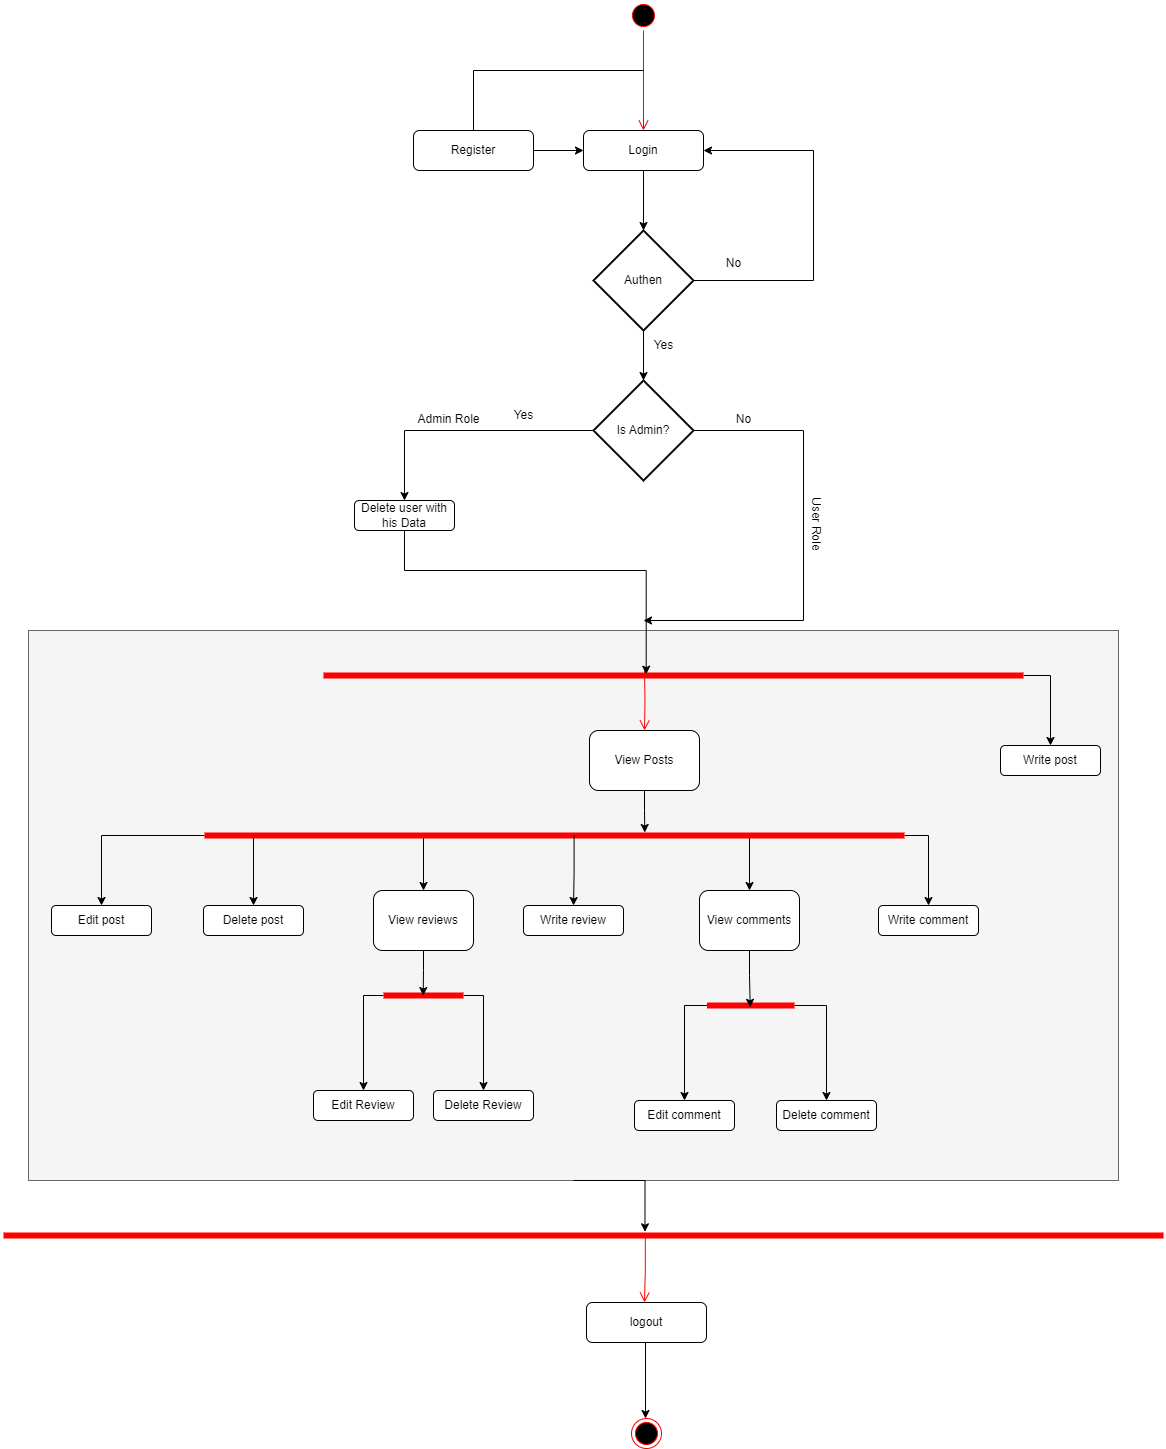 Register
Login
No
Authen
Yes
Admin Role
Yes
Is Admin?
No
Delete user with
his Data
User Role
View Posts
Write post
Edit post
Delete post
View reviews
Write review
View comments
Write comment
Edit Review
Delete Review
Edit comment
Delete comment
logout